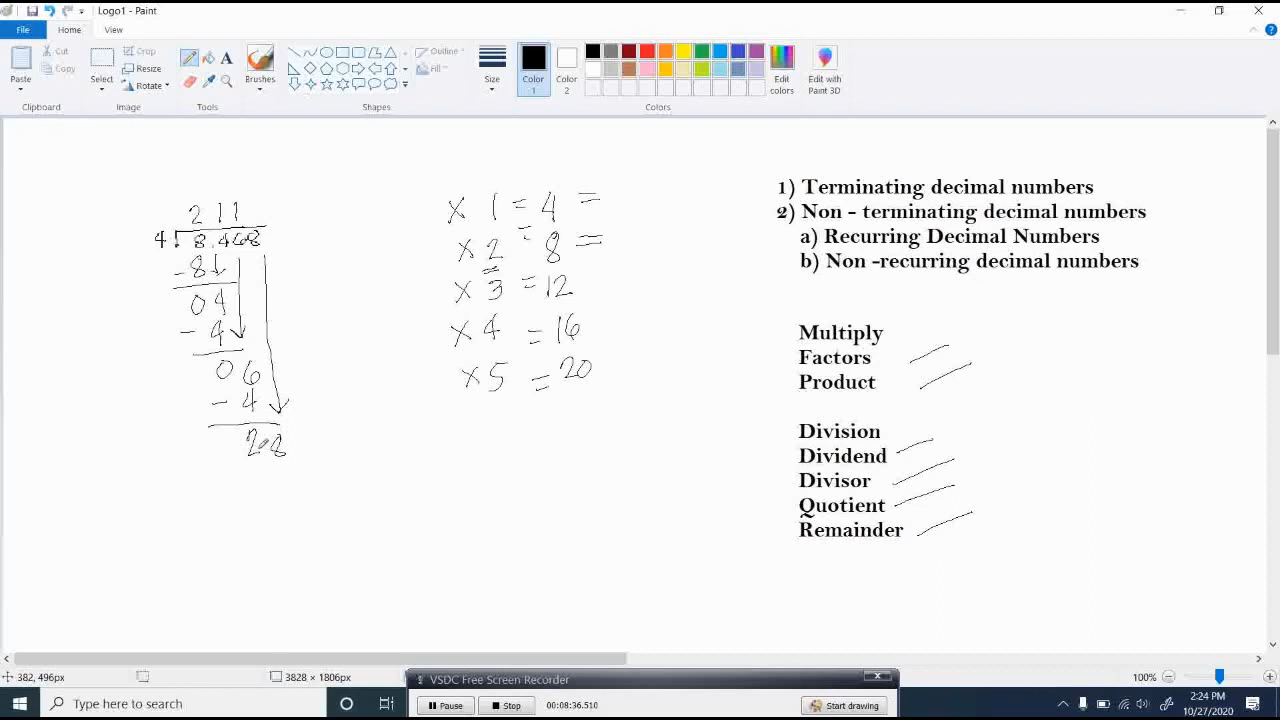 Logo1 - Paint
File
Home
View
Paste
Cut
Copy
Clipboard
Select
Crop
Resize
Rotate
Image
Tools
Brushes
Shapes
Outline
Fill
Size
Color 1
Color 2
Colors
Edit colors
Edit with Paint 3D
2 1 1
4 8.468
-8
04
-4
06
-4
28
× 1 = 4 =
× 2 = 8 =
× 3 = 12
× 4 = 16
× 5 = 20
1) Terminating decimal numbers
2) Non - terminating decimal numbers
a) Recurring Decimal Numbers
b) Non -recurring decimal numbers
Multiply
Factors
Product
Division
Dividend
Divisor
Quotient
Remainder
382, 496px
3828 × 1806px
100%
VSDC Free Screen Recorder
Pause
Stop
00:08:36.510
Start drawing
Type here to search
2:24 PM
10/27/2020